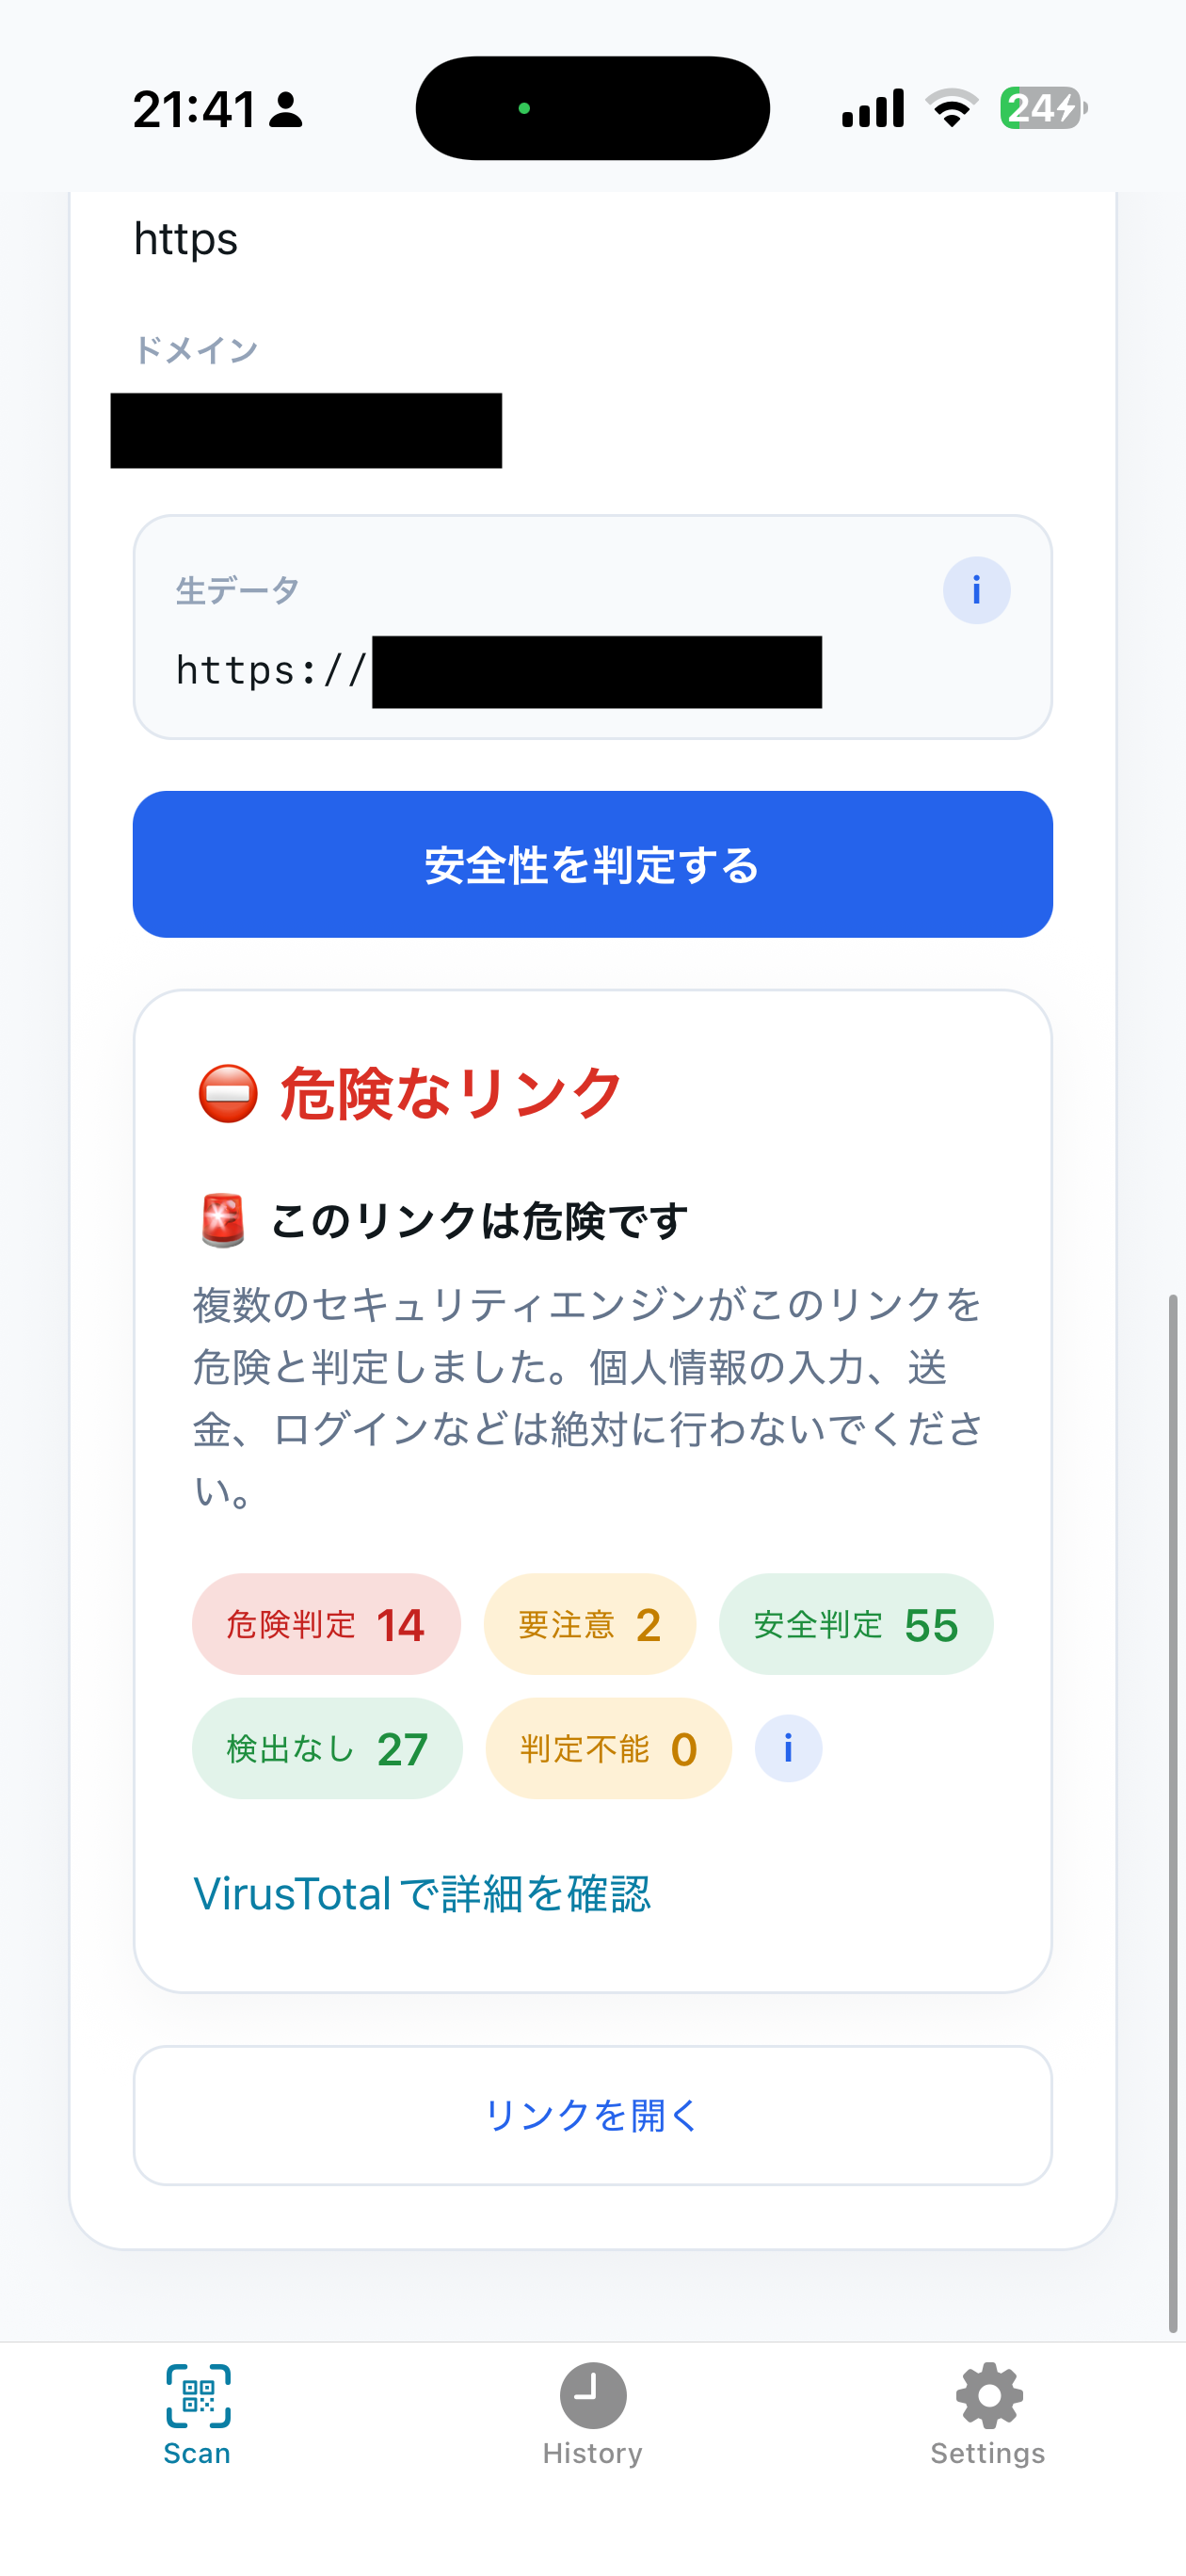 21:41
24
https
ドメイン
生データ
i
https://
安全性を判定する
危険なリンク
このリンクは危険です
複数のセキュリティエンジンがこのリンクを
危険と判定しました。個人情報の入力、送
金、ログインなどは絶対に行わないでくださ
い。
危険判定 14 要注意 2 安全判定 55
検出なし 27 判定不能 0 i
VirusTotalで詳細を確認
リンクを開く
Scan History Settings